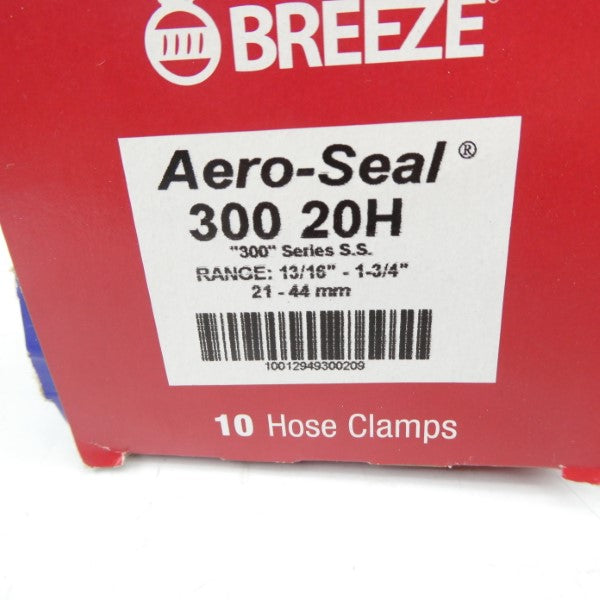 BREEZE®
Aero-Seal ®
300 20H
"300" Series S.S.
RANGE: 13/16" - 1-3/4"
21 - 44 mm
10012949300209
10 Hose Clamps